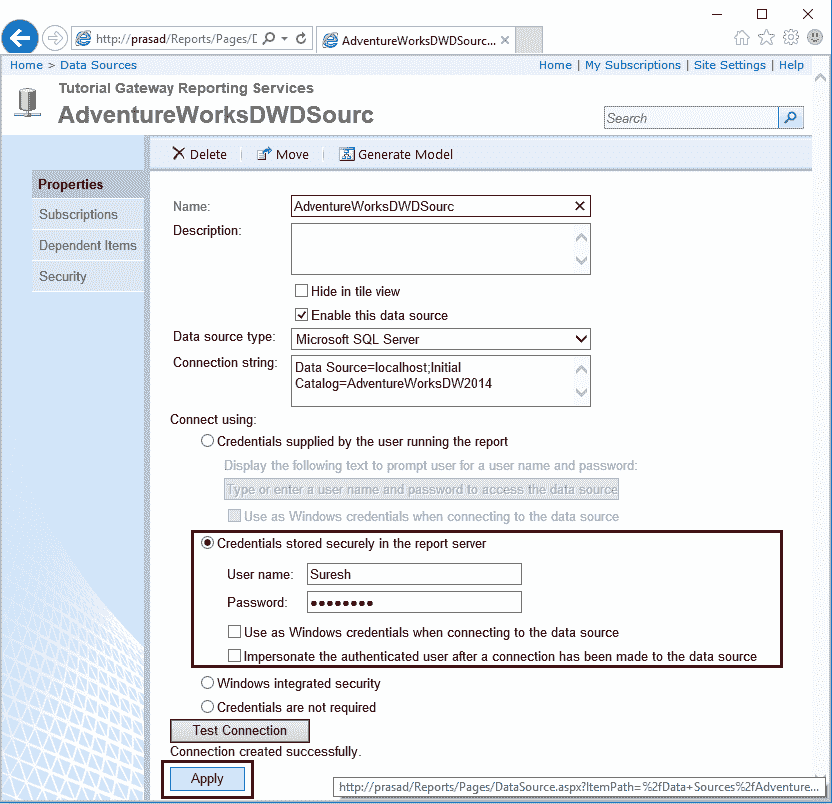 http://prasad/Reports/Pages/D
AdventureWorksDWDSourc...
Home > Data Sources
Home | My Subscriptions | Site Settings | Help
Tutorial Gateway Reporting Services
AdventureWorksDWDSourc
Search
Delete
Move
Generate Model
Properties
Subscriptions
Dependent Items
Security
Name:
AdventureWorksDWDSourc
Description:
Hide in tile view
Enable this data source
Data source type:
Microsoft SQL Server
Connection string:
Data Source=localhost;Initial
Catalog=AdventureWorksDW2014
Connect using:
Credentials supplied by the user running the report
Display the following text to prompt user for a user name and password:
Type or enter a user name and password to access the data source
Use as Windows credentials when connecting to the data source
Credentials stored securely in the report server
User name:
Suresh
Password:
●●●●●●●●
Use as Windows credentials when connecting to the data source
Impersonate the authenticated user after a connection has been made to the data source
Windows integrated security
Credentials are not required
Test Connection
Connection created successfully.
Apply
http://prasad/Reports/Pages/DataSource.aspx?ItemPath=%2fData+Sources%2fAdventure...